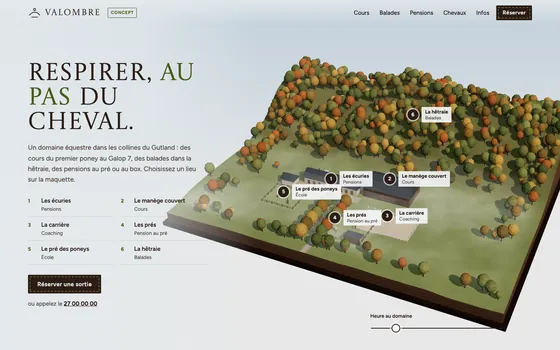 VALOMBRE
CONCEPT
Cours Balades Pensions Chevaux Infos Réserver
RESPIRER, AU
PAS DU
CHEVAL.
Un domaine équestre dans les collines du Gutland : des
cours du premier poney au Galop 7, des balades dans la
hêtraie, des pensions au pré ou au box. Choisissez un lieu
sur la maquette.
1 Les écuries
Pensions
2 Le manège couvert
Cours
3 La carrière
Coaching
4 Les prés
Pension au pré
5 Le pré des poneys
École
6 La hêtraie
Balades
Réserver une sortie
ou appelez le 27 00 00 00
6 La hêtraie
Balades
1 Les écuries
Pensions
2 Le manège couvert
Cours
5 Le pré des poneys
École
4 Les prés
Pension au pré
3 La carrière
Coaching
Heure au domaine